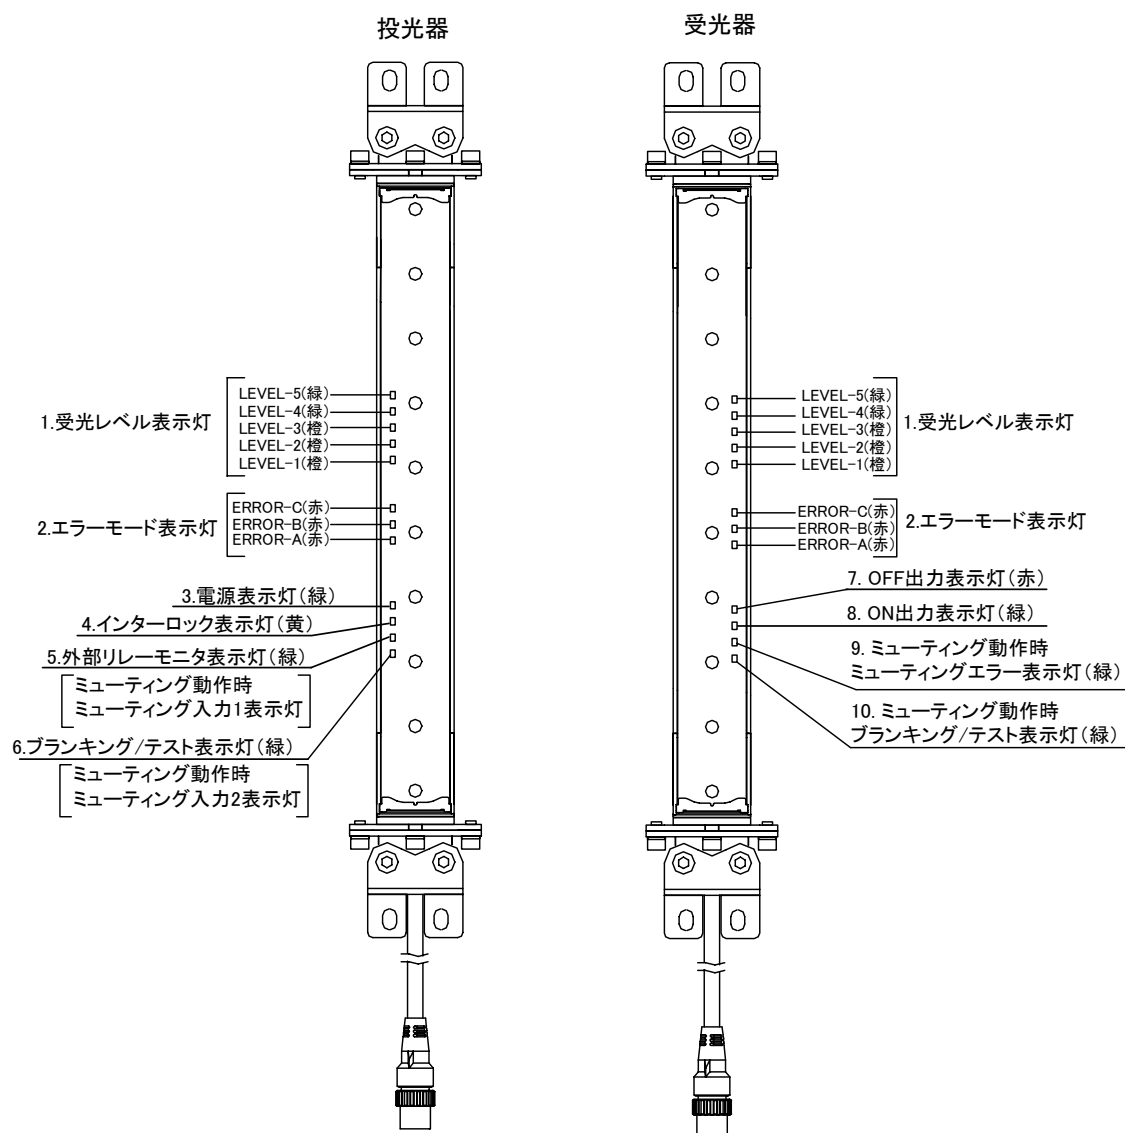 投光器
受光器
1.受光レベル表示灯
LEVEL-5(緑)
LEVEL-4(緑)
LEVEL-3(橙)
LEVEL-2(橙)
LEVEL-1(橙)
2.エラーモード表示灯
ERROR-C(赤)
ERROR-B(赤)
ERROR-A(赤)
3.電源表示灯(緑)
4.インターロック表示灯(黄)
5.外部リレーモニタ表示灯(緑)
ミューティング動作時
ミューティング入力1表示灯
6.ブランキング/テスト表示灯(緑)
ミューティング動作時
ミューティング入力2表示灯
LEVEL-5(緑)
LEVEL-4(緑)
LEVEL-3(橙)
LEVEL-2(橙)
LEVEL-1(橙)
1.受光レベル表示灯
ERROR-C(赤)
ERROR-B(赤)
ERROR-A(赤)
2.エラーモード表示灯
7. OFF出力表示灯(赤)
8. ON出力表示灯(緑)
9. ミューティング動作時
ミューティングエラー表示灯(緑)
10. ミューティング動作時
ブランキング/テスト表示灯(緑)